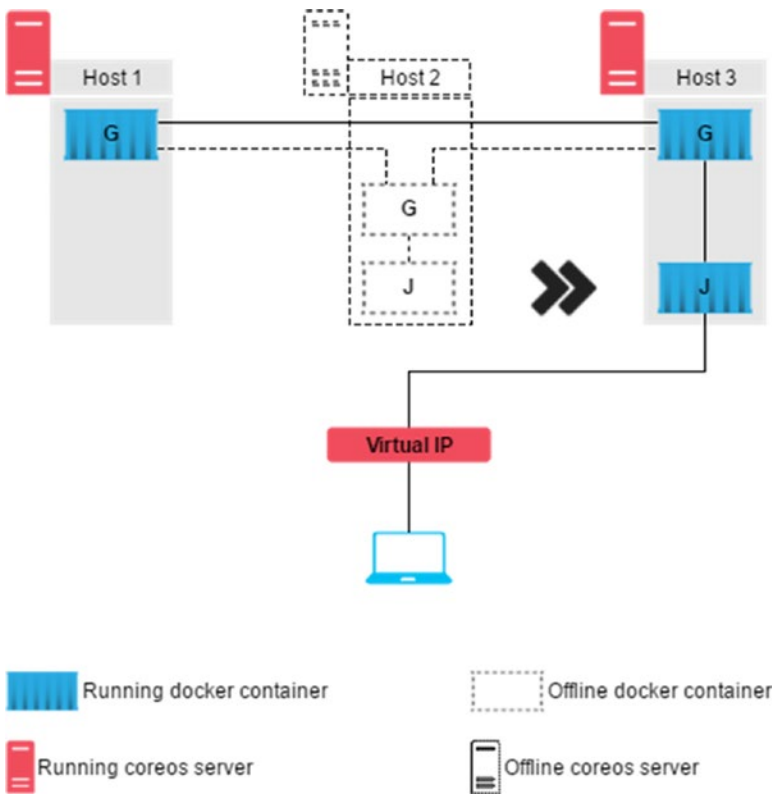 Host 1
Host 2
Host 3
G
G
G
J
J
Virtual IP
Running docker container
Offline docker container
Running coreos server
Offline coreos server